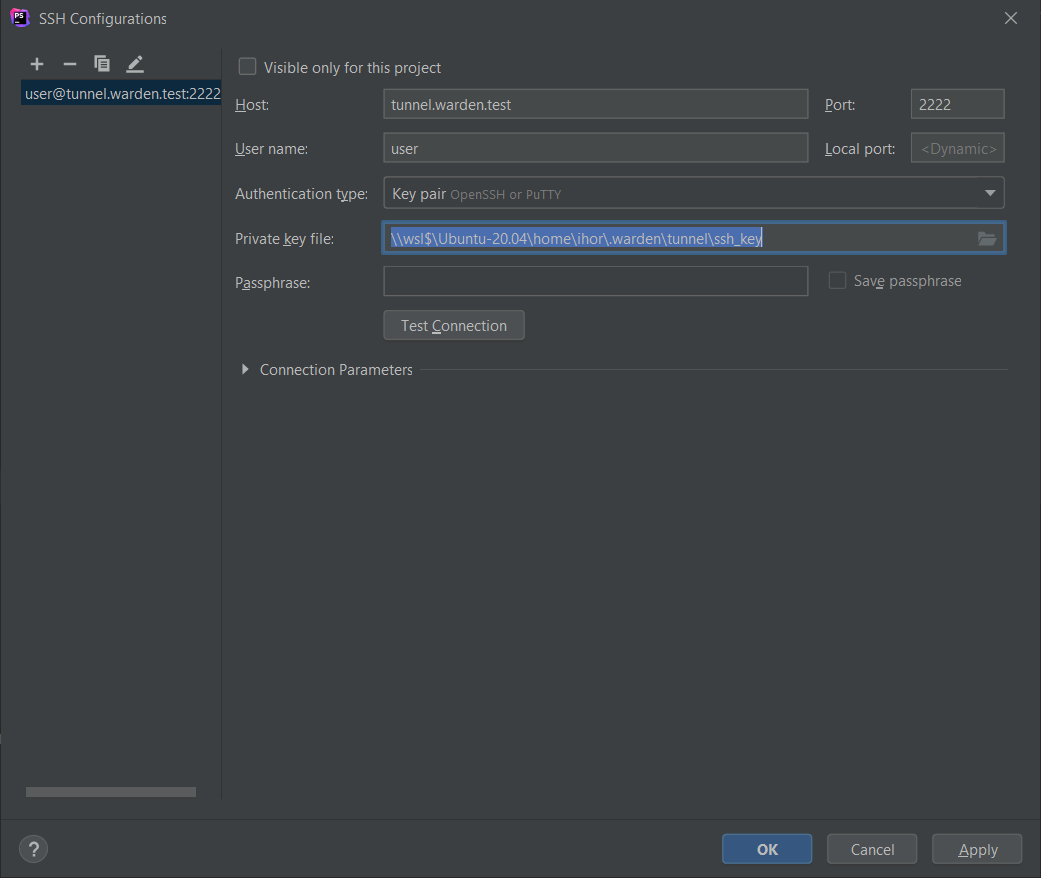 PS
SSH Configurations
user@tunnel.warden.test:2222
Visible only for this project
Host: tunnel.warden.test Port: 2222
User name: user Local port: <Dynamic>
Authentication type: Key pair OpenSSH or PuTTY
Private key file: \\wsl$\Ubuntu-20.04\home\ihor\.warden\tunnel\ssh_key
Passphrase: Save passphrase
Test Connection
Connection Parameters
? OK Cancel Apply